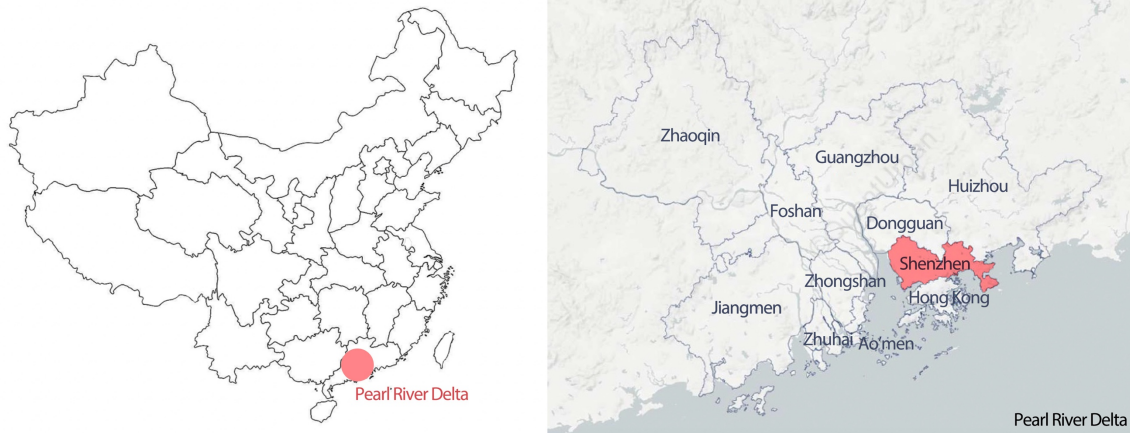 Pearl River Delta
Zhaoqin
Guangzhou
Huizhou
Foshan
Dongguan
Shenzhen
Zhongshan
Hong Kong
Jiangmen
Zhuhai
Ao'men
Pearl River Delta